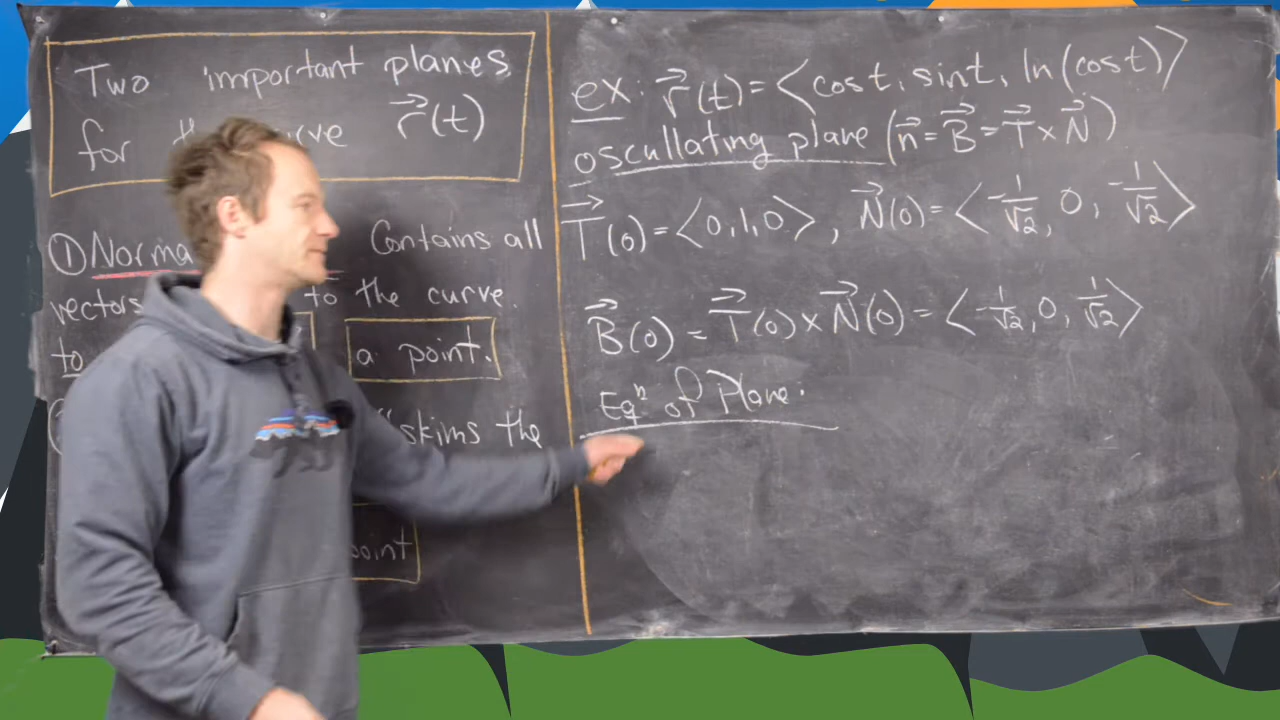 Two important planes
for the curve r⃗(t)
① Norma Contains all
vectors to the curve.
to a point.
skims the
point
ex: r⃗(t) = ⟨cos t, sin t, ln(cos t)⟩
oscullating plane (n⃗ = B⃗ = T⃗ × N⃗)
T⃗(0) = ⟨0,1,0⟩, N⃗(0) = ⟨-1/√2, 0, -1/√2⟩
B⃗(0) = T⃗(0) × N⃗(0) = ⟨-1/√2, 0, 1/√2⟩
Eqⁿ of Plane: